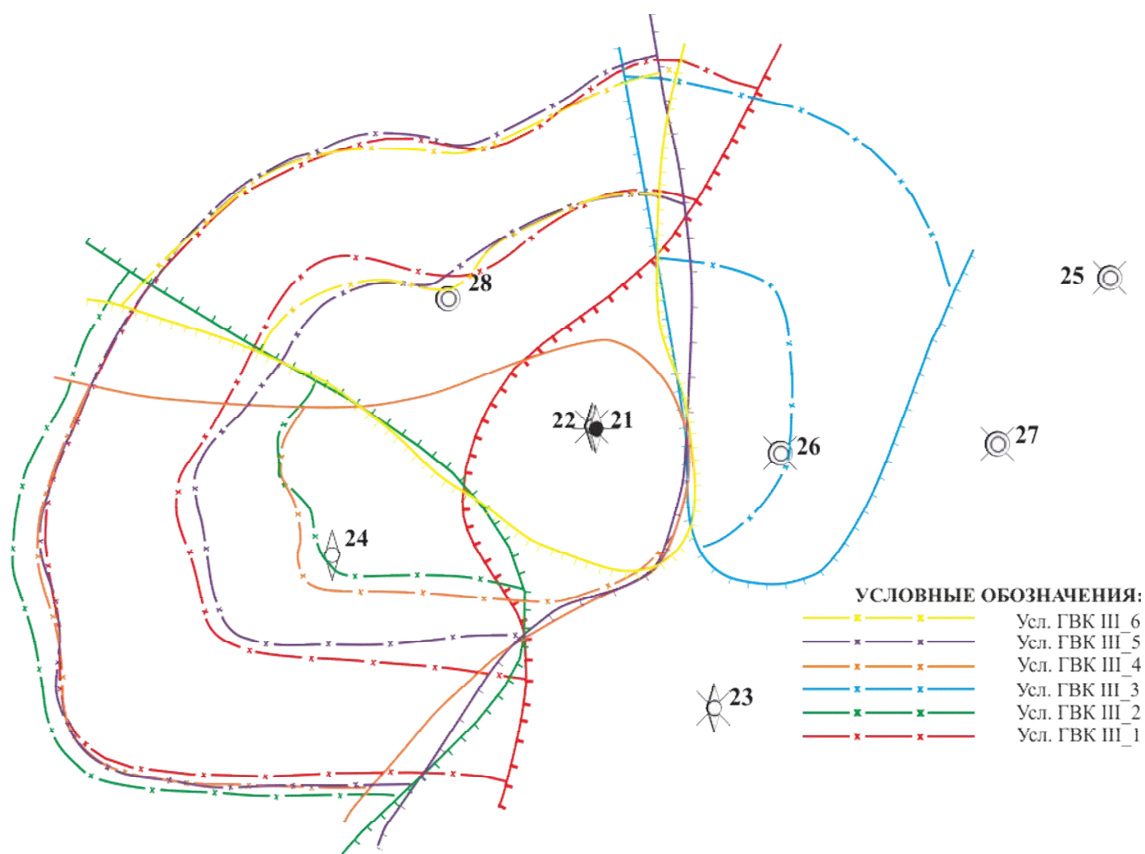 28
25
22 21
26
27
24
23
УСЛОВНЫЕ ОБОЗНАЧЕНИЯ:
Усл. ГВК III_6
Усл. ГВК III_5
Усл. ГВК III_4
Усл. ГВК III_3
Усл. ГВК III_2
Усл. ГВК III_1